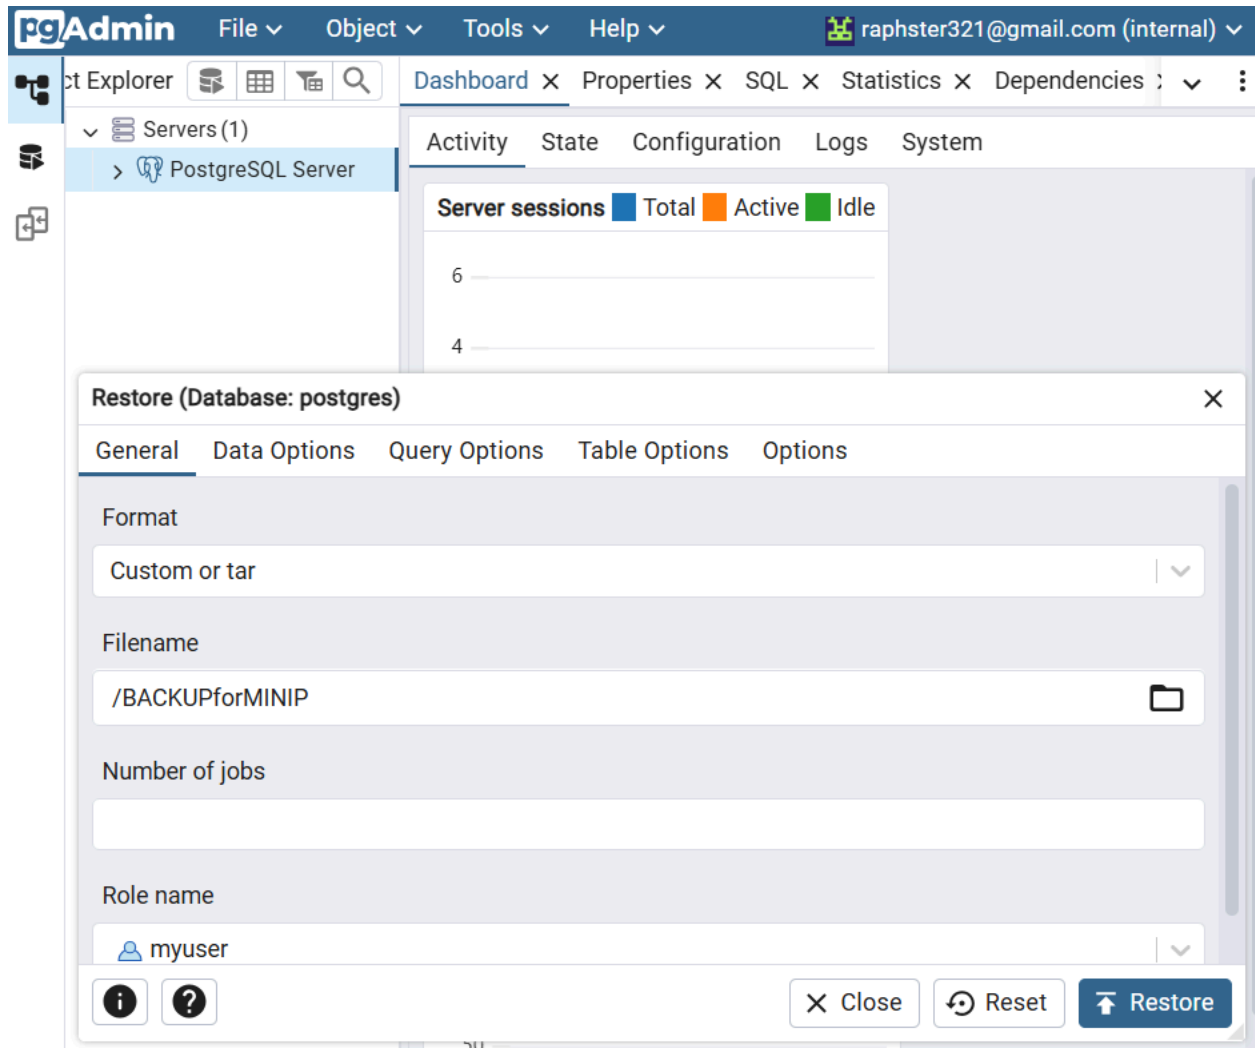 pgAdmin File Object Tools Help raphster321@gmail.com (internal)
ct Explorer Dashboard Properties SQL Statistics Dependencies
Servers (1)
PostgreSQL Server
Activity State Configuration Logs System
Server sessions Total Active Idle
6
4
Restore (Database: postgres)
General Data Options Query Options Table Options Options
Format
Custom or tar
Filename
/BACKUPforMINIP
Number of jobs
Role name
myuser
Close Reset Restore